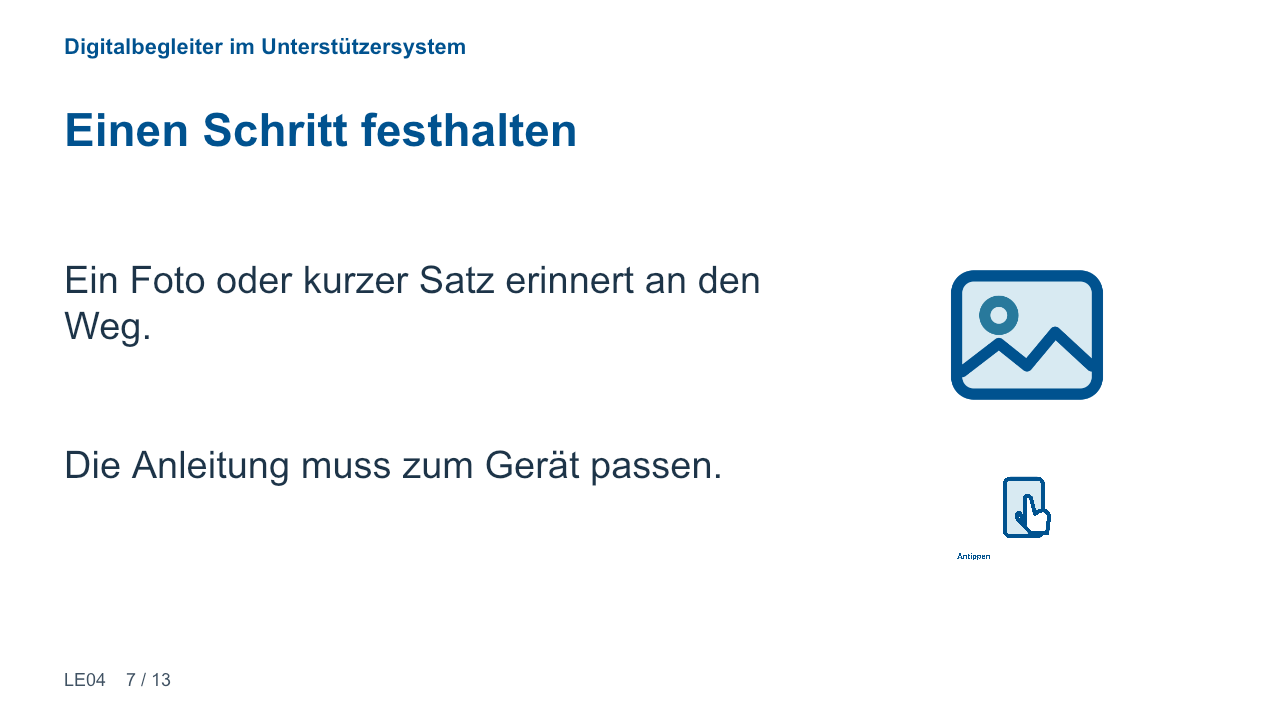 Digitalbegleiter im Unterstützersystem
Einen Schritt festhalten
Ein Foto oder kurzer Satz erinnert an den
Weg.
Die Anleitung muss zum Gerät passen.
Antippen
LE04 7 / 13